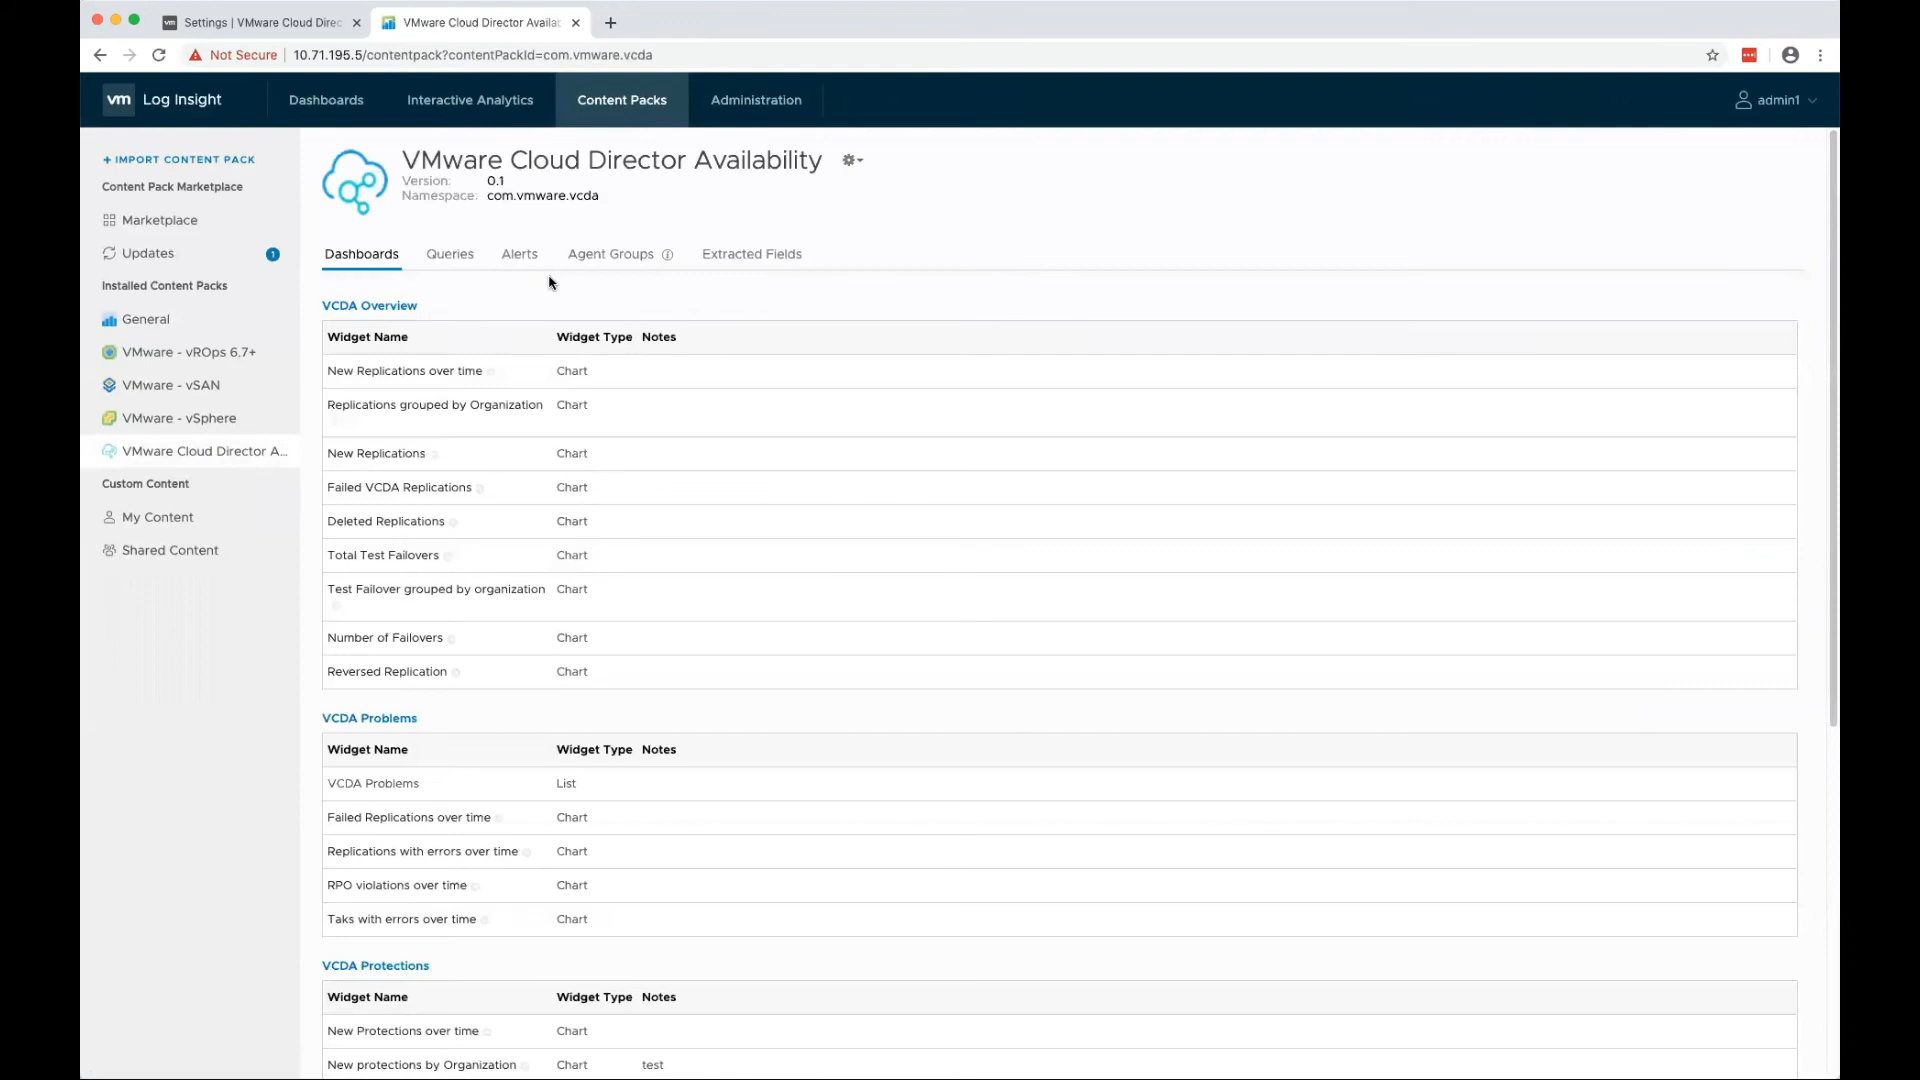 vm Settings | VMware Cloud Direc
VMware Cloud Director Availa
Not Secure | 10.71.195.5/contentpack?contentPackId=com.vmware.vcda
vm Log Insight Dashboards Interactive Analytics Content Packs Administration admin1
+ IMPORT CONTENT PACK
Content Pack Marketplace
Marketplace
Updates 1
Installed Content Packs
General
VMware - vROps 6.7+
VMware - vSAN
VMware - vSphere
VMware Cloud Director A...
Custom Content
My Content
Shared Content
VMware Cloud Director Availability
Version: 0.1
Namespace: com.vmware.vcda
Dashboards Queries Alerts Agent Groups Extracted Fields
VCDA Overview
Widget Name Widget Type Notes
New Replications over time Chart
Replications grouped by Organization Chart
New Replications Chart
Failed VCDA Replications Chart
Deleted Replications Chart
Total Test Failovers Chart
Test Failover grouped by organization Chart
Number of Failovers Chart
Reversed Replication Chart
VCDA Problems
Widget Name Widget Type Notes
VCDA Problems List
Failed Replications over time Chart
Replications with errors over time Chart
RPO violations over time Chart
Taks with errors over time Chart
VCDA Protections
Widget Name Widget Type Notes
New Protections over time Chart
New protections by Organization Chart test